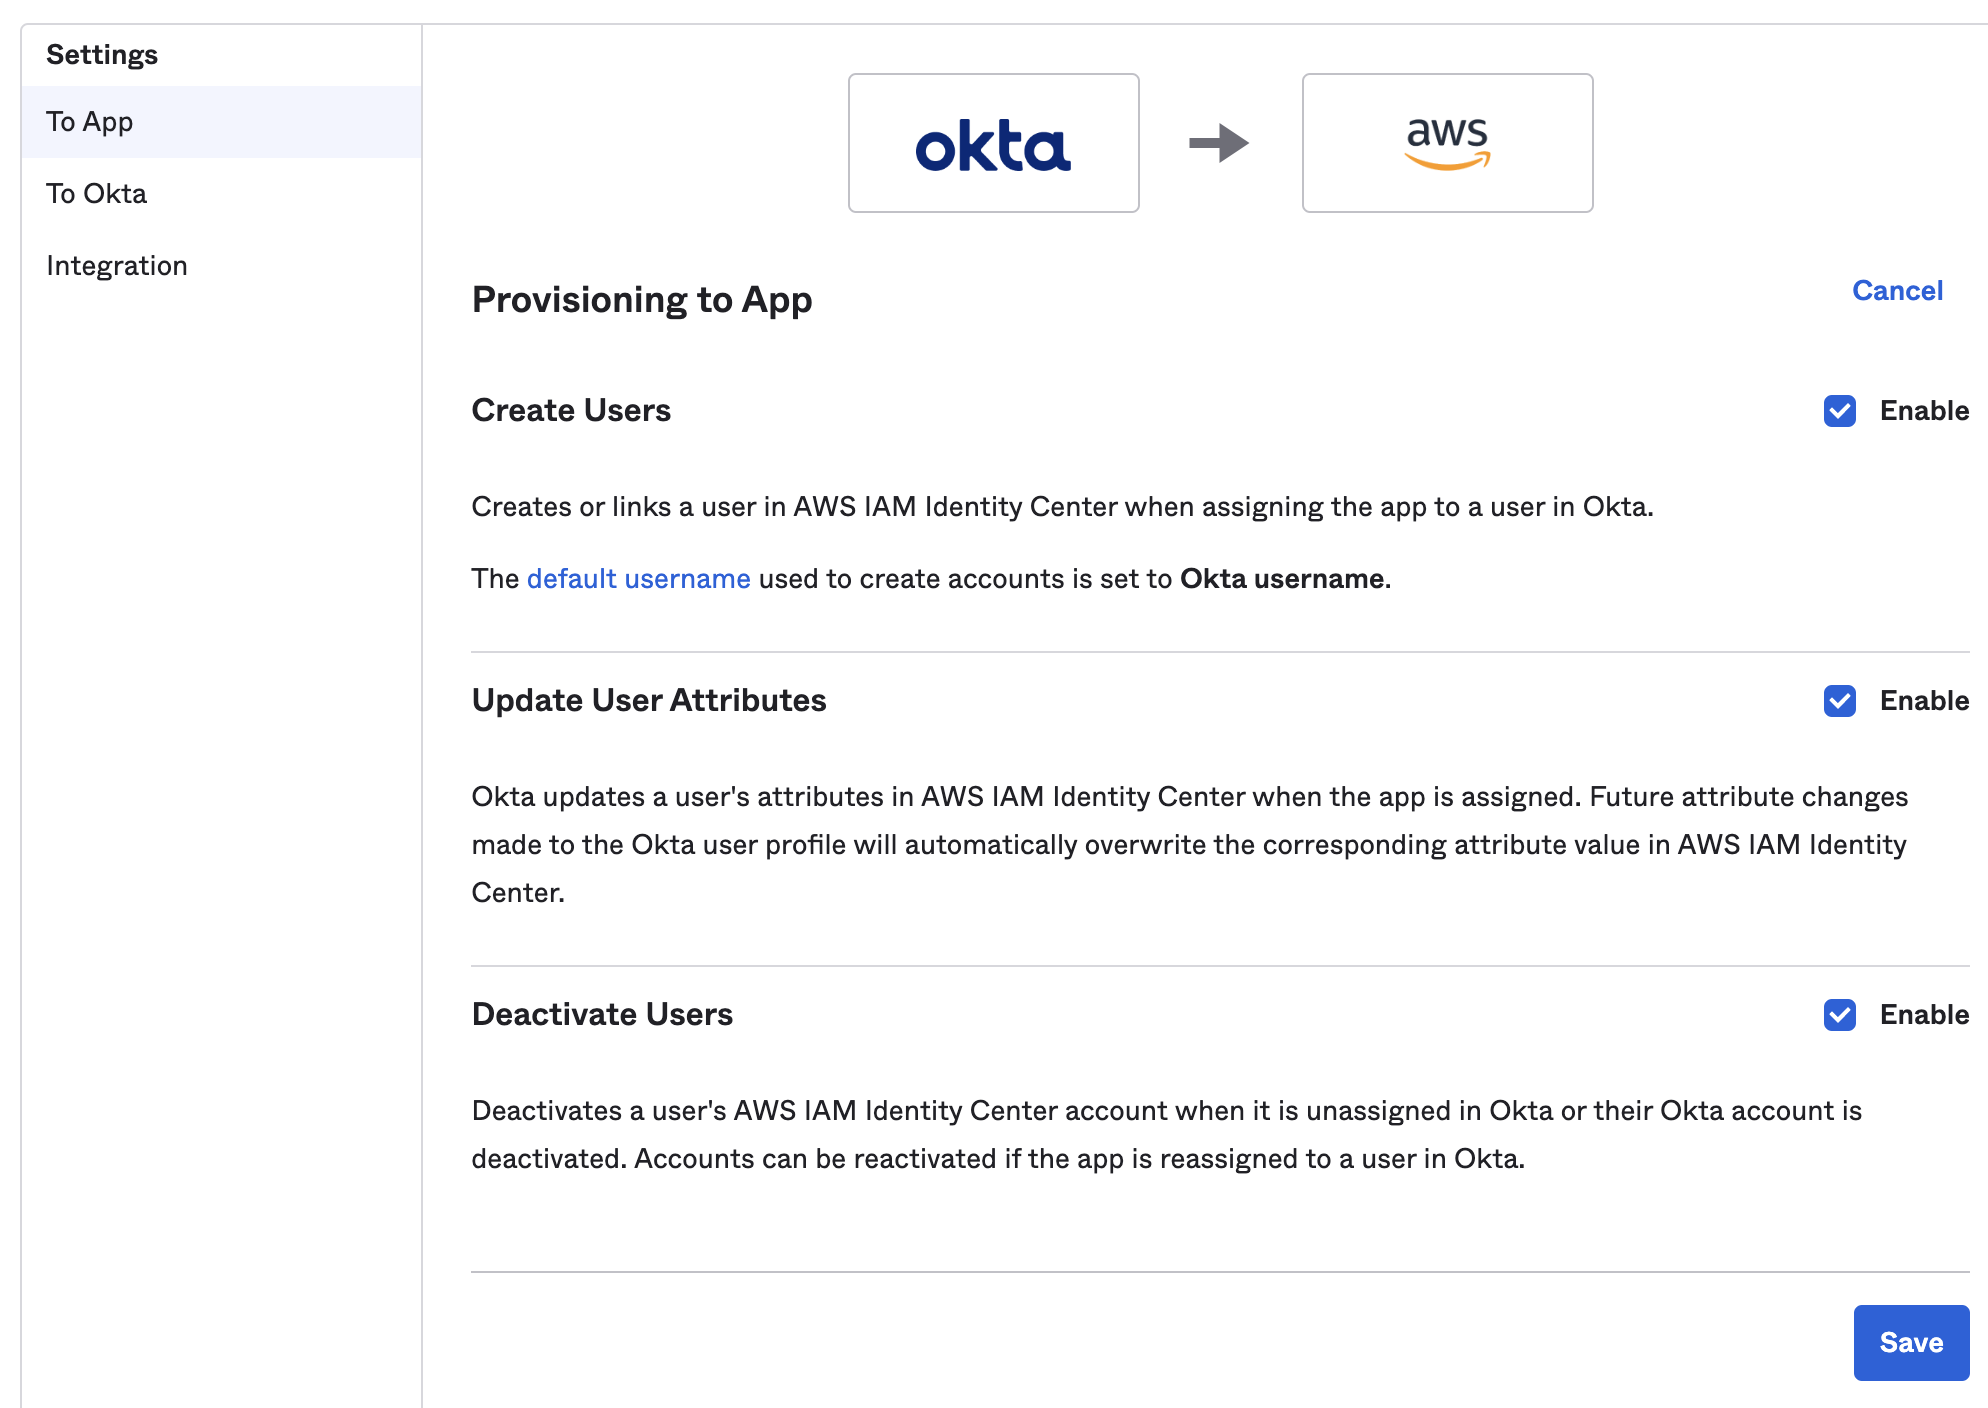 Settings
To App
To Okta
Integration
okta
aws
Provisioning to App
Cancel
Create Users
Enable
Creates or links a user in AWS IAM Identity Center when assigning the app to a user in Okta.
The default username used to create accounts is set to Okta username.
Update User Attributes
Enable
Okta updates a user's attributes in AWS IAM Identity Center when the app is assigned. Future attribute changes
made to the Okta user profile will automatically overwrite the corresponding attribute value in AWS IAM Identity
Center.
Deactivate Users
Enable
Deactivates a user's AWS IAM Identity Center account when it is unassigned in Okta or their Okta account is
deactivated. Accounts can be reactivated if the app is reassigned to a user in Okta.
Save